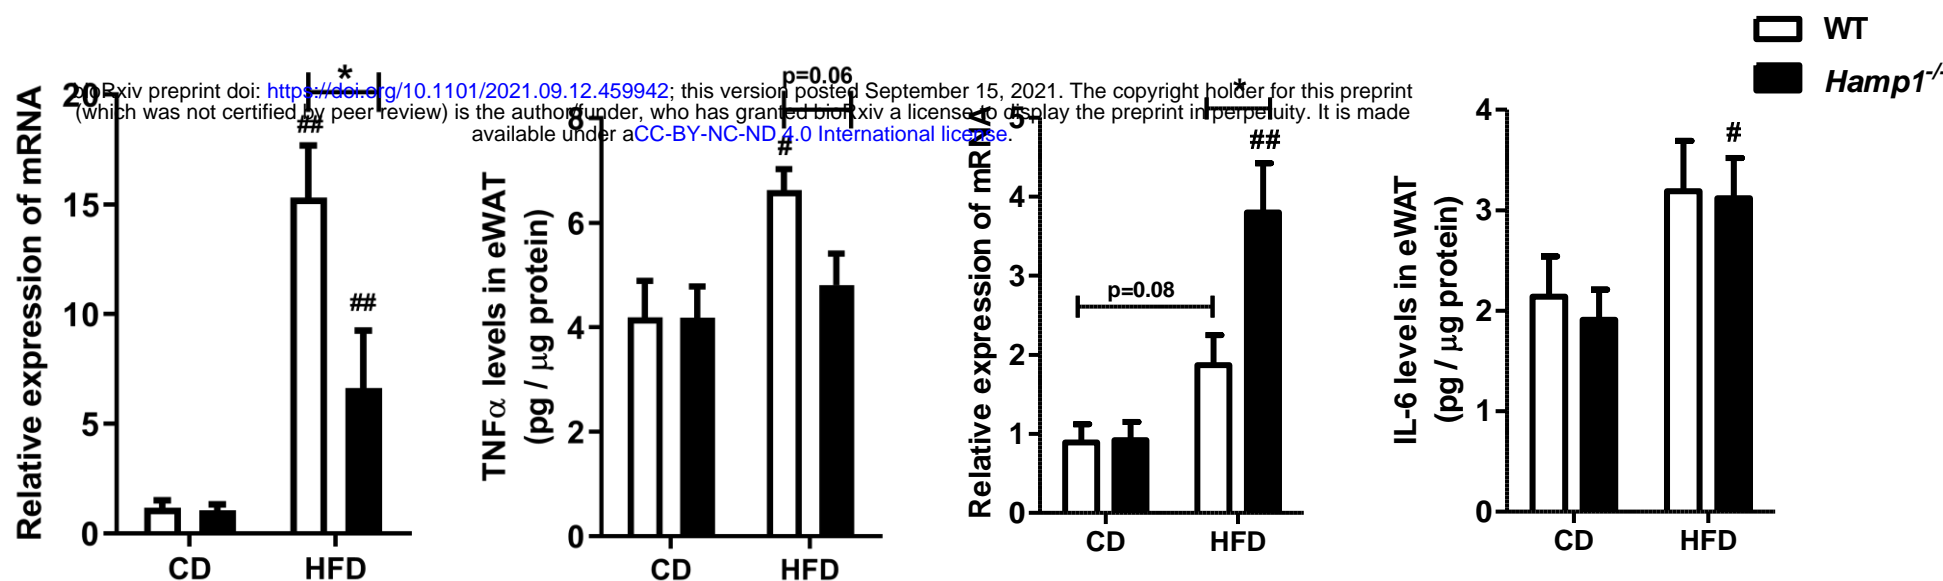 WT
Hamp1-/-
bioRxiv preprint doi: https://doi.org/10.1101/2021.09.12.459942; this version posted September 15, 2021. The copyright holder for this preprint
(which was not certified by peer review) is the author/funder, who has granted bioRxiv a license to display the preprint in perpetuity. It is made
available under aCC-BY-NC-ND 4.0 International license.
Relative expression of mRNA
20
15
10
5
0
*
##
##
CD
HFD
TNFα levels in eWAT
(pg / μg protein)
8
6
4
2
0
p=0.06
#
CD
HFD
Relative expression of mRNA
5
4
3
2
1
0
p=0.08
*
##
CD
HFD
IL-6 levels in eWAT
(pg / μg protein)
4
3
2
1
0
#
CD
HFD